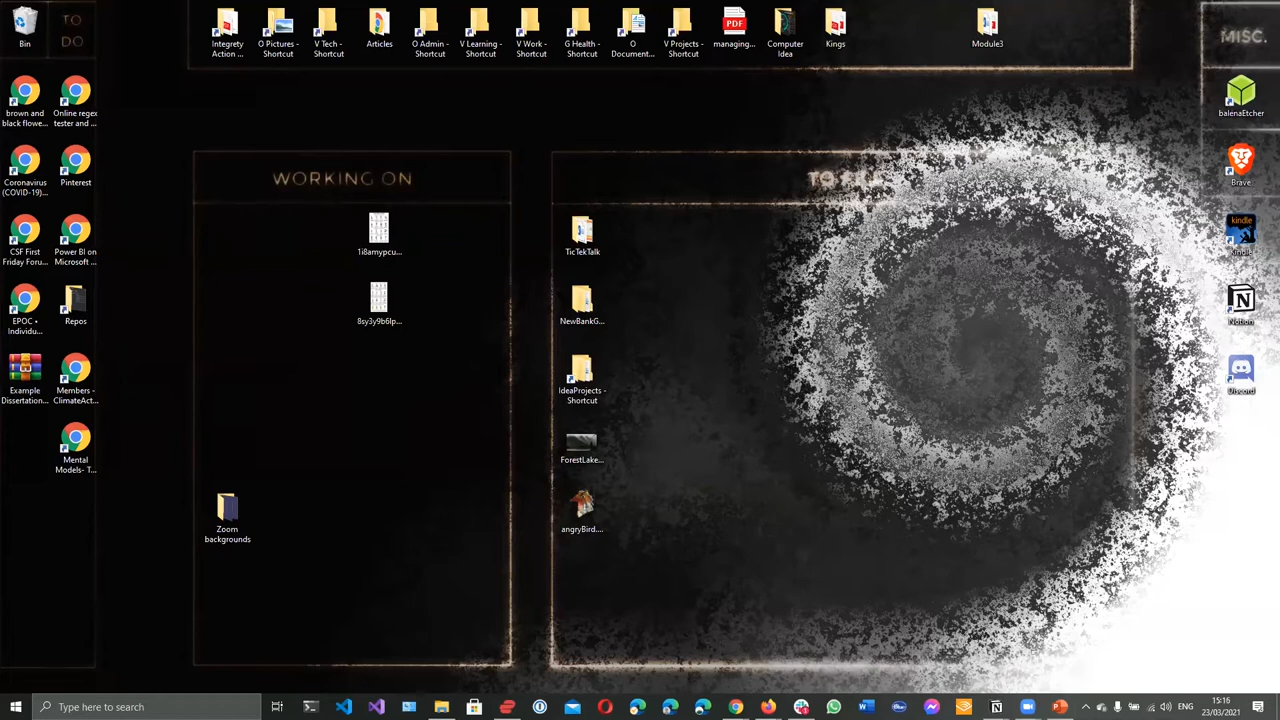 TO
DO
Bin
Integrety
Action ...
O Pictures -
Shortcut
V Tech -
Shortcut
Articles
O Admin -
Shortcut
V Learning -
Shortcut
V Work -
Shortcut
G Health -
Shortcut
O
Document...
V Projects -
Shortcut
PDF
managing...
Computer
Idea
Kings
Module3
MISC.
brown and
black flowe...
Online regex
tester and ...
balenaEtcher
Coronavirus
(COVID-19)...
Pinterest
WORKING ON
Brave
CSF First
Friday Foru...
Power BI on
Microsoft ...
1i8amypcu...
TicTekTalk
kindle
Kindle
EPOC •
Individu...
Repos
8sy3y9b6lp...
NewBankG...
Notion
Example
Dissertation...
Members -
ClimateAct...
IdeaProjects -
Shortcut
Discord
Mental
Models- T...
ForestLake...
Zoom
backgrounds
angryBird....
Type here to search
ENG
15:16
23/03/2021